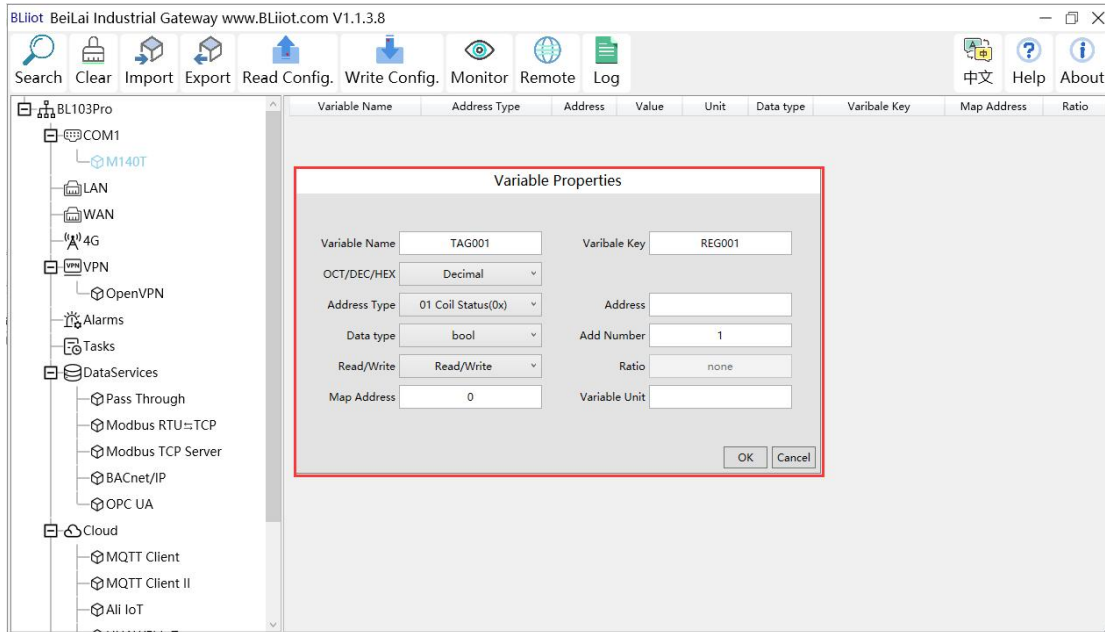 BLiiot BeiLai Industrial Gateway www.BLiiot.com V1.1.3.8
Search Clear Import Export Read Config. Write Config. Monitor Remote Log 中文 Help About
BL103Pro
COM1
M140T
LAN
WAN
4G
VPN
OpenVPN
Alarms
Tasks
DataServices
Pass Through
Modbus RTU⇆TCP
Modbus TCP Server
BACnet/IP
OPC UA
Cloud
MQTT Client
MQTT Client II
Ali IoT
Variable Name Address Type Address Value Unit Data type Varibale Key Map Address Ratio
Variable Properties
Variable Name TAG001 Varibale Key REG001
OCT/DEC/HEX Decimal
Address Type 01 Coil Status(0x) Address
Data type bool Add Number 1
Read/Write Read/Write Ratio none
Map Address 0 Variable Unit
OK Cancel